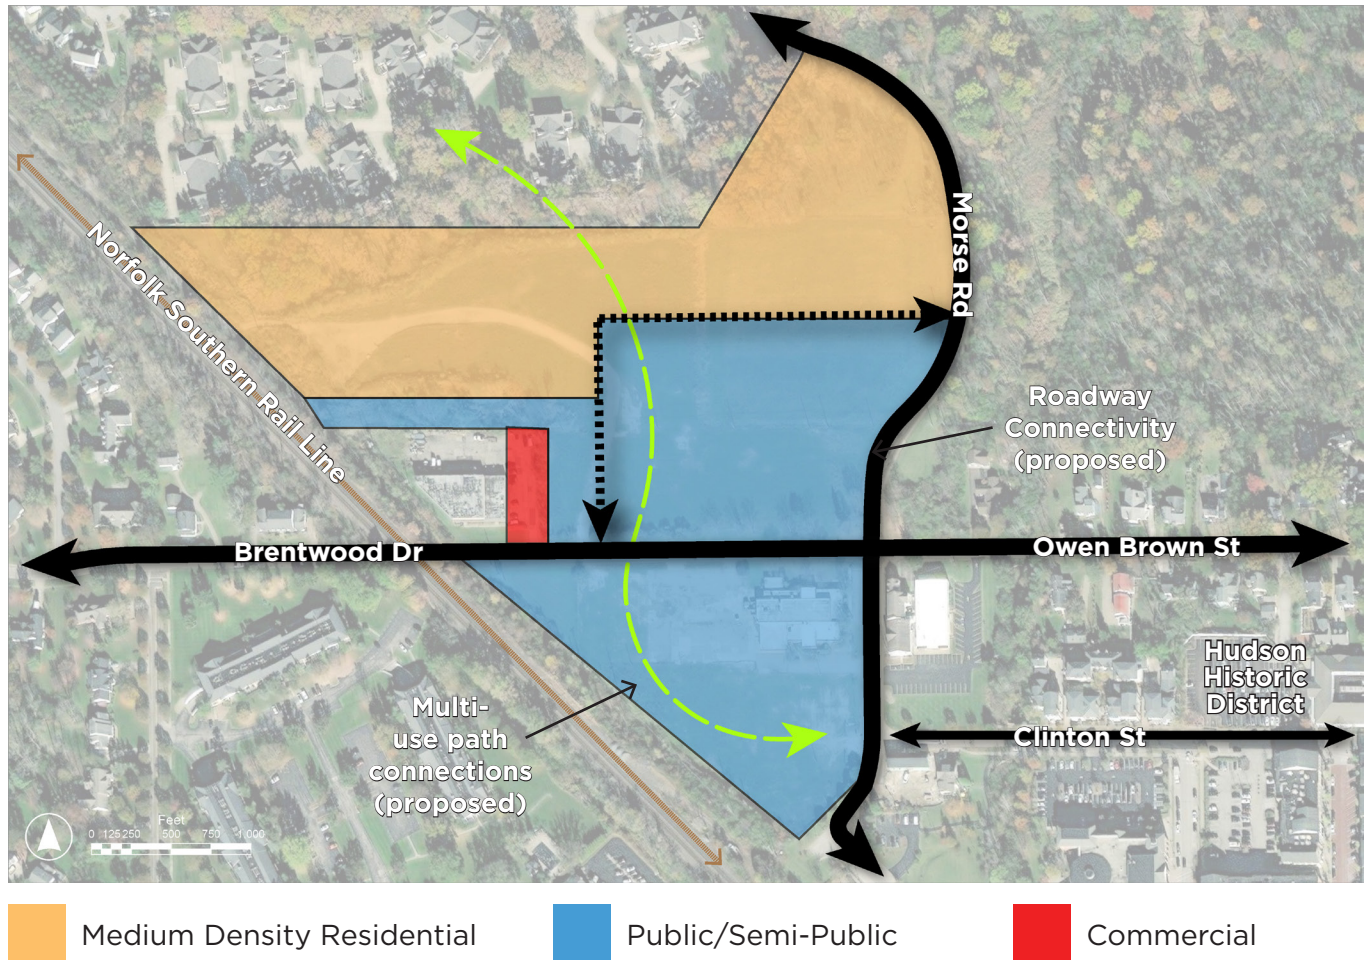 Morse Rd
Norfolk Southern Rail Line
Roadway
Connectivity
(proposed)
Brentwood Dr
Owen Brown St
Hudson
Historic
District
Multi-
use path
connections
(proposed)
Clinton St
Feet
0 125 250 500 750 1,000
Medium Density Residential
Public/Semi-Public
Commercial